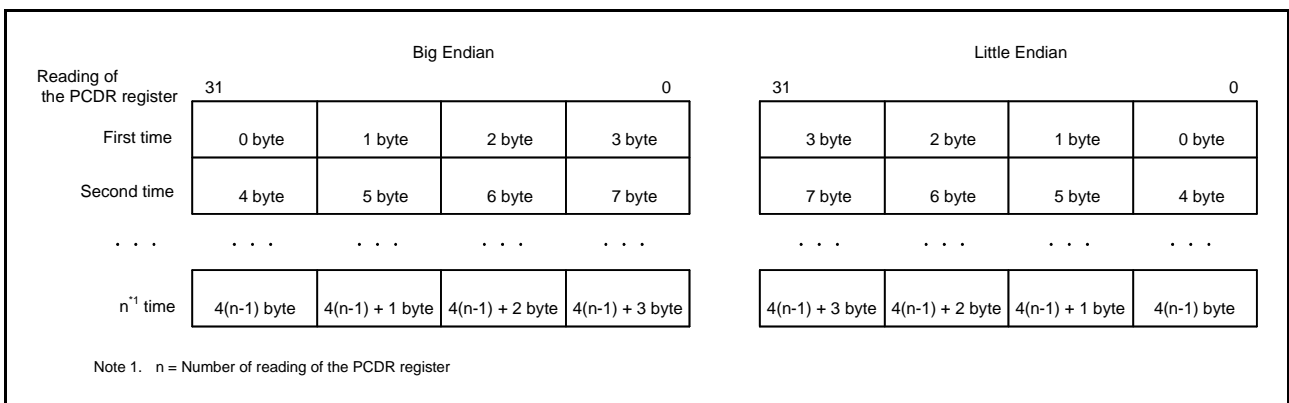 Big Endian Little Endian
Reading of
the PCDR register
31 0 31 0
First time 0 byte 1 byte 2 byte 3 byte 3 byte 2 byte 1 byte 0 byte
Second time 4 byte 5 byte 6 byte 7 byte 7 byte 6 byte 5 byte 4 byte
. . . . . . . . . . . . . . . . . . . . . . . . . . .
n*1 time 4(n-1) byte 4(n-1) + 1 byte 4(n-1) + 2 byte 4(n-1) + 3 byte 4(n-1) + 3 byte 4(n-1) + 2 byte 4(n-1) + 1 byte 4(n-1) byte
Note 1. n = Number of reading of the PCDR register